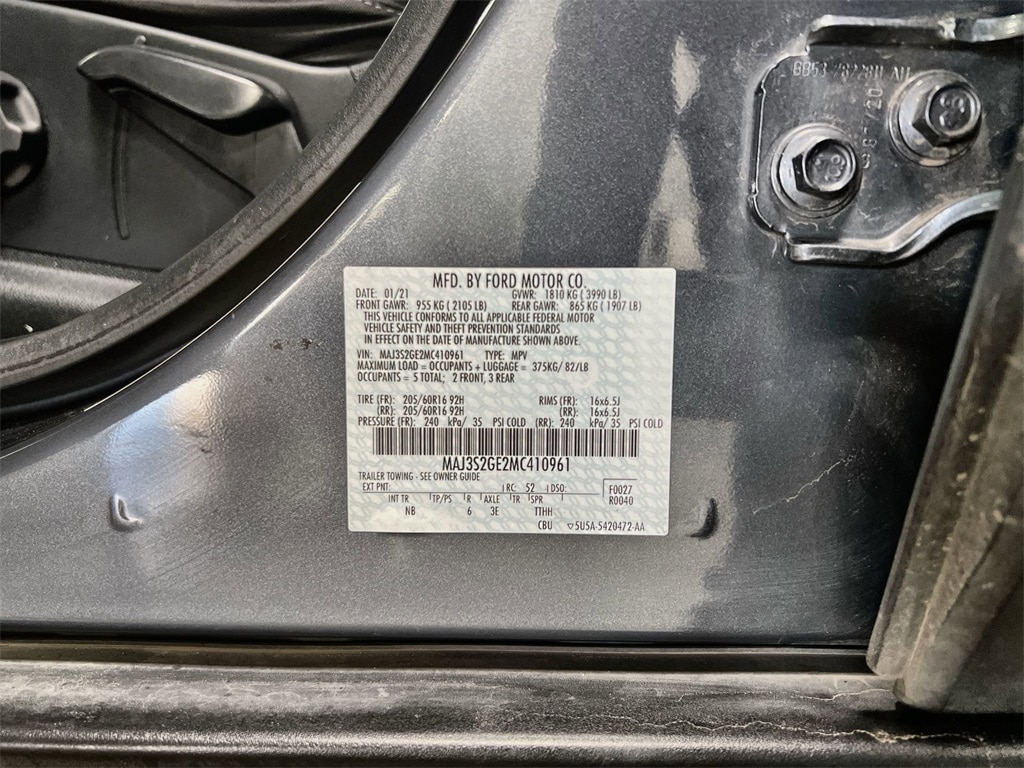 MFD. BY FORD MOTOR CO.
DATE: 01/21 GVWR: 1810 KG ( 3990 LB)
FRONT GAWR: 955 KG ( 2105 LB) REAR GAWR: 865 KG ( 1907 LB)
THIS VEHICLE CONFORMS TO ALL APPLICABLE FEDERAL MOTOR
VEHICLE SAFETY AND THEFT PREVENTION STANDARDS
IN EFFECT ON THE DATE OF MANUFACTURE SHOWN ABOVE.
VIN: MAJ3S2GE2MC410961 TYPE: MPV
MAXIMUM LOAD = OCCUPANTS + LUGGAGE = 375KG/ 827LB
OCCUPANTS = 5 TOTAL; 2 FRONT, 3 REAR
TIRE (FR): 205/60R16 92H RIMS (FR): 16x6.5J
(RR): 205/60R16 92H (RR): 16x6.5J
PRESSURE (FR): 240 kPa/ 35 PSI COLD (RR): 240 kPa/ 35 PSI COLD
MAJ3S2GE2MC410961
TRAILER TOWING - SEE OWNER GUIDE
EXT PNT: RC: 52 DSO: F0027
INT TR TP/PS R AXLE TR SPR R0040
NB 6 3E TTHH
CBU ▽5U5A-5420472-AA